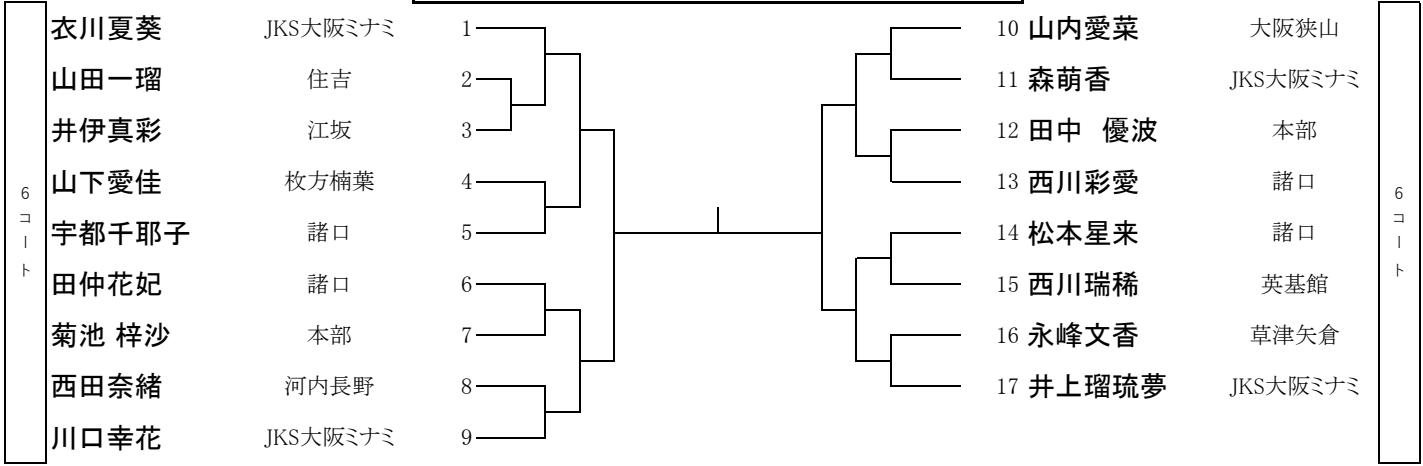 6コート
衣川夏葵 JKS大阪ミナミ 1
山田一瑠 住吉 2
井伊真彩 江坂 3
山下愛佳 枚方楠葉 4
宇都千耶子 諸口 5
田仲花妃 諸口 6
菊池 梓沙 本部 7
西田奈緒 河内長野 8
川口幸花 JKS大阪ミナミ 9
10 山内愛菜 大阪狭山
11 森萌香 JKS大阪ミナミ
12 田中 優波 本部
13 西川彩愛 諸口
14 松本星来 諸口
15 西川瑞稀 英基館
16 永峰文香 草津矢倉
17 井上瑠琉夢 JKS大阪ミナミ
6コート